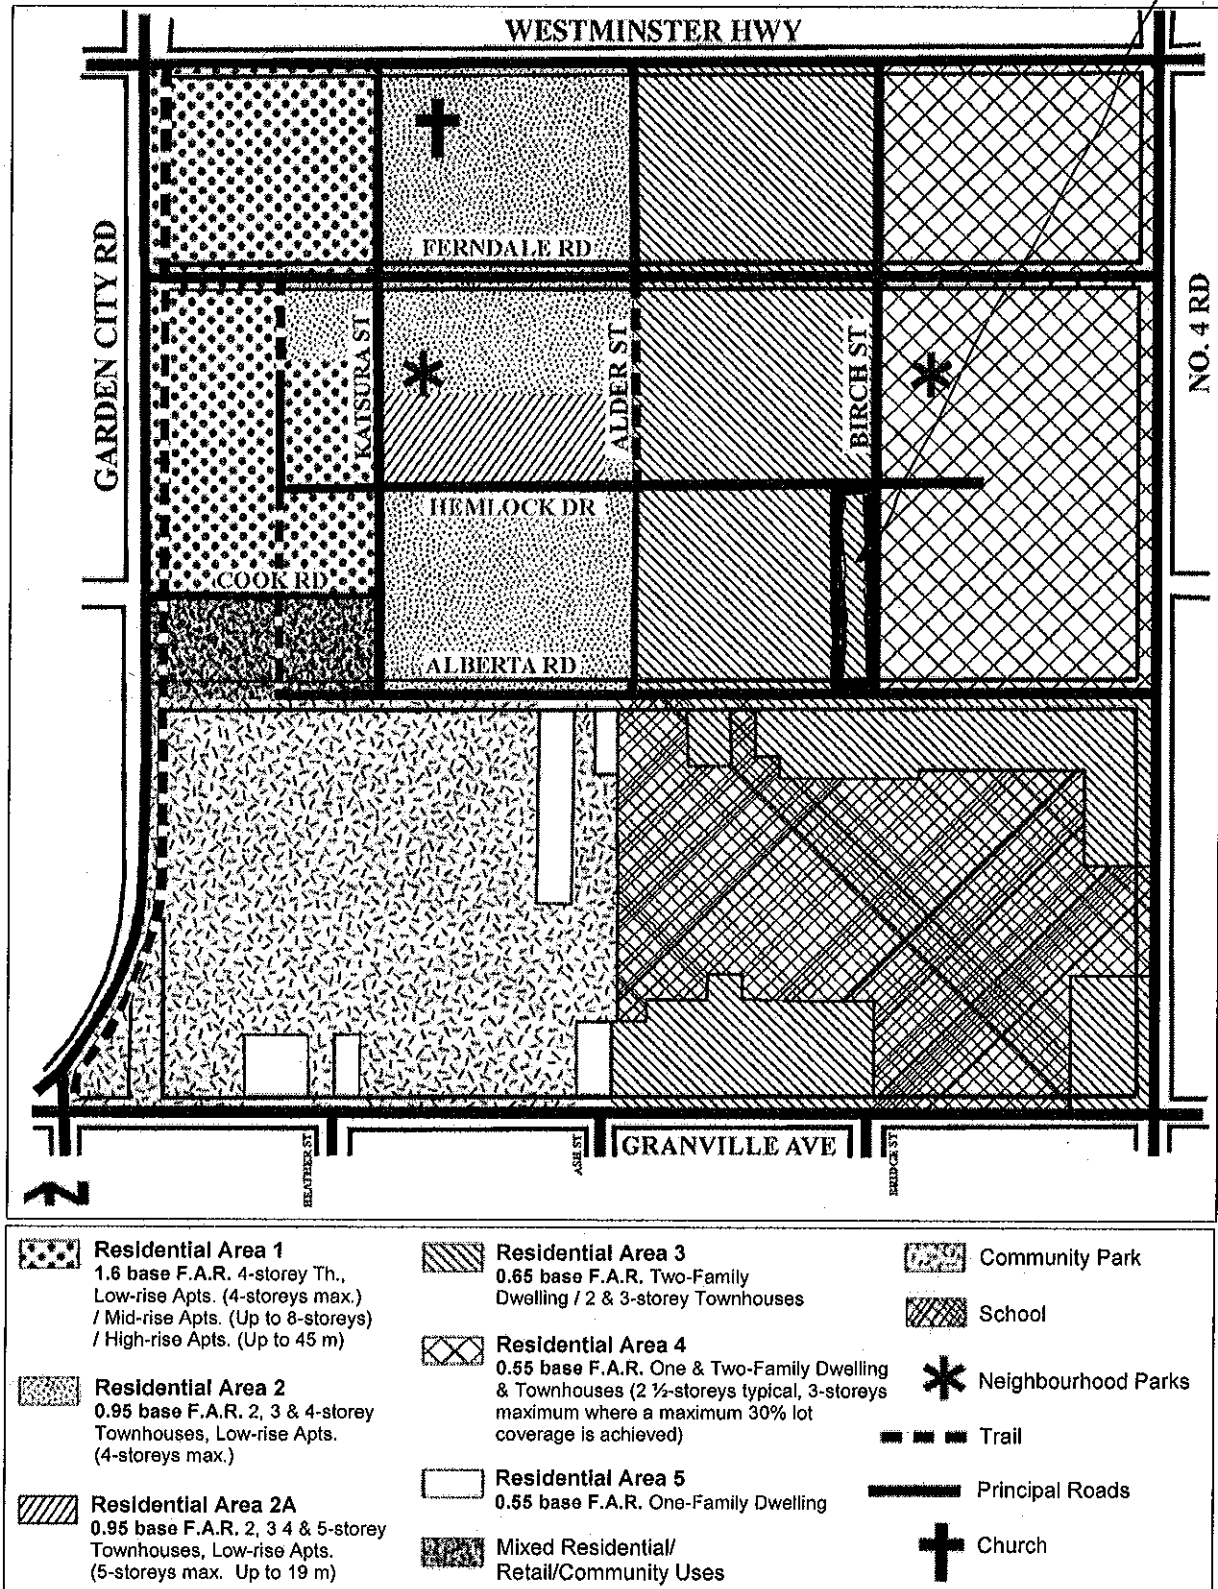 WESTMINSTER HWY
GARDEN CITY RD
NO. 4 RD
FERNDALE RD
KATSURA ST
ALDER ST
BIRCH ST
HEMLOCK DR
COOK RD
ALBERTA RD
HEATHER ST
ASH ST
GRANVILLE AVE
BRIDGE ST
N
Residential Area 1
1.6 base F.A.R. 4-storey Th.,
Low-rise Apts. (4-storeys max.)
/ Mid-rise Apts. (Up to 8-storeys)
/ High-rise Apts. (Up to 45 m)
Residential Area 2
0.95 base F.A.R. 2, 3 & 4-storey
Townhouses, Low-rise Apts.
(4-storeys max.)
Residential Area 2A
0.95 base F.A.R. 2, 3 4 & 5-storey
Townhouses, Low-rise Apts.
(5-storeys max. Up to 19 m)
Residential Area 3
0.65 base F.A.R. Two-Family
Dwelling / 2 & 3-storey Townhouses
Residential Area 4
0.55 base F.A.R. One & Two-Family Dwelling
& Townhouses (2 ½-storeys typical, 3-storeys
maximum where a maximum 30% lot
coverage is achieved)
Residential Area 5
0.55 base F.A.R. One-Family Dwelling
Mixed Residential/
Retail/Community Uses
Community Park
School
Neighbourhood Parks
Trail
Principal Roads
Church